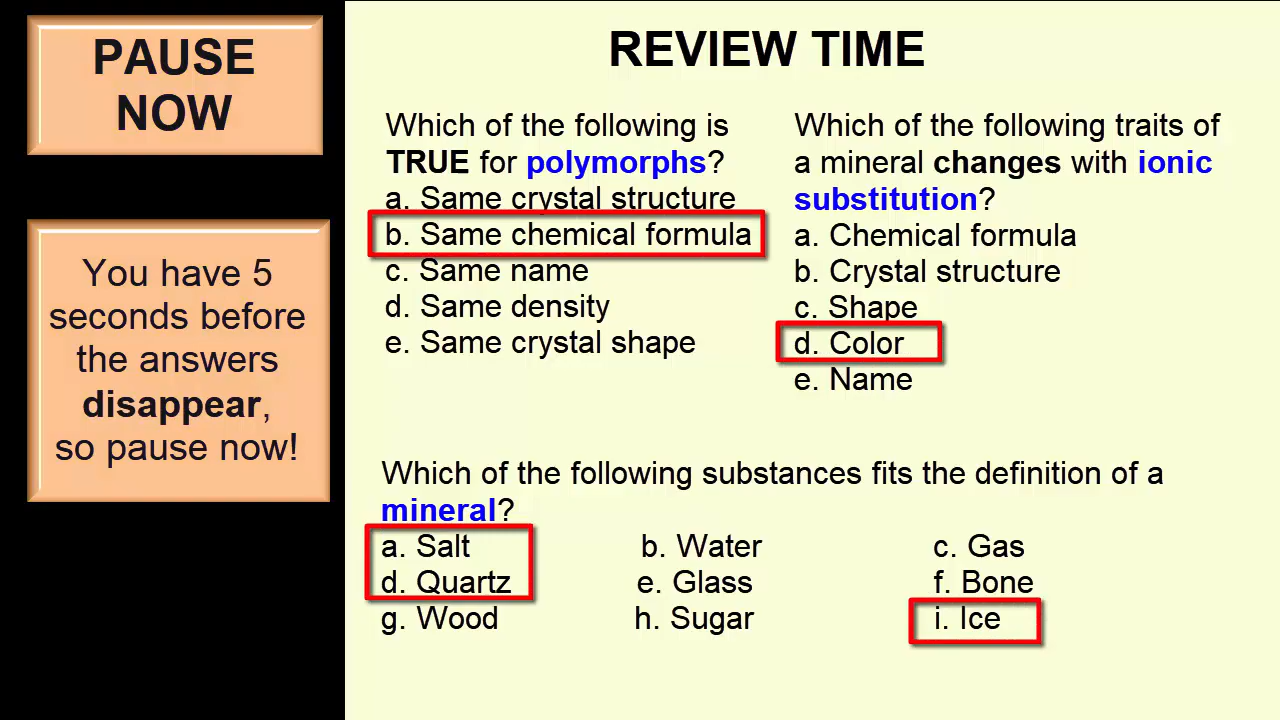 PAUSE
NOW
You have 5
seconds before
the answers
disappear,
so pause now!
REVIEW TIME
Which of the following is
TRUE for polymorphs?
a. Same crystal structure
b. Same chemical formula
c. Same name
d. Same density
e. Same crystal shape
Which of the following traits of
a mineral changes with ionic
substitution?
a. Chemical formula
b. Crystal structure
c. Shape
d. Color
e. Name
Which of the following substances fits the definition of a
mineral?
a. Salt b. Water c. Gas
d. Quartz e. Glass f. Bone
g. Wood h. Sugar i. Ice